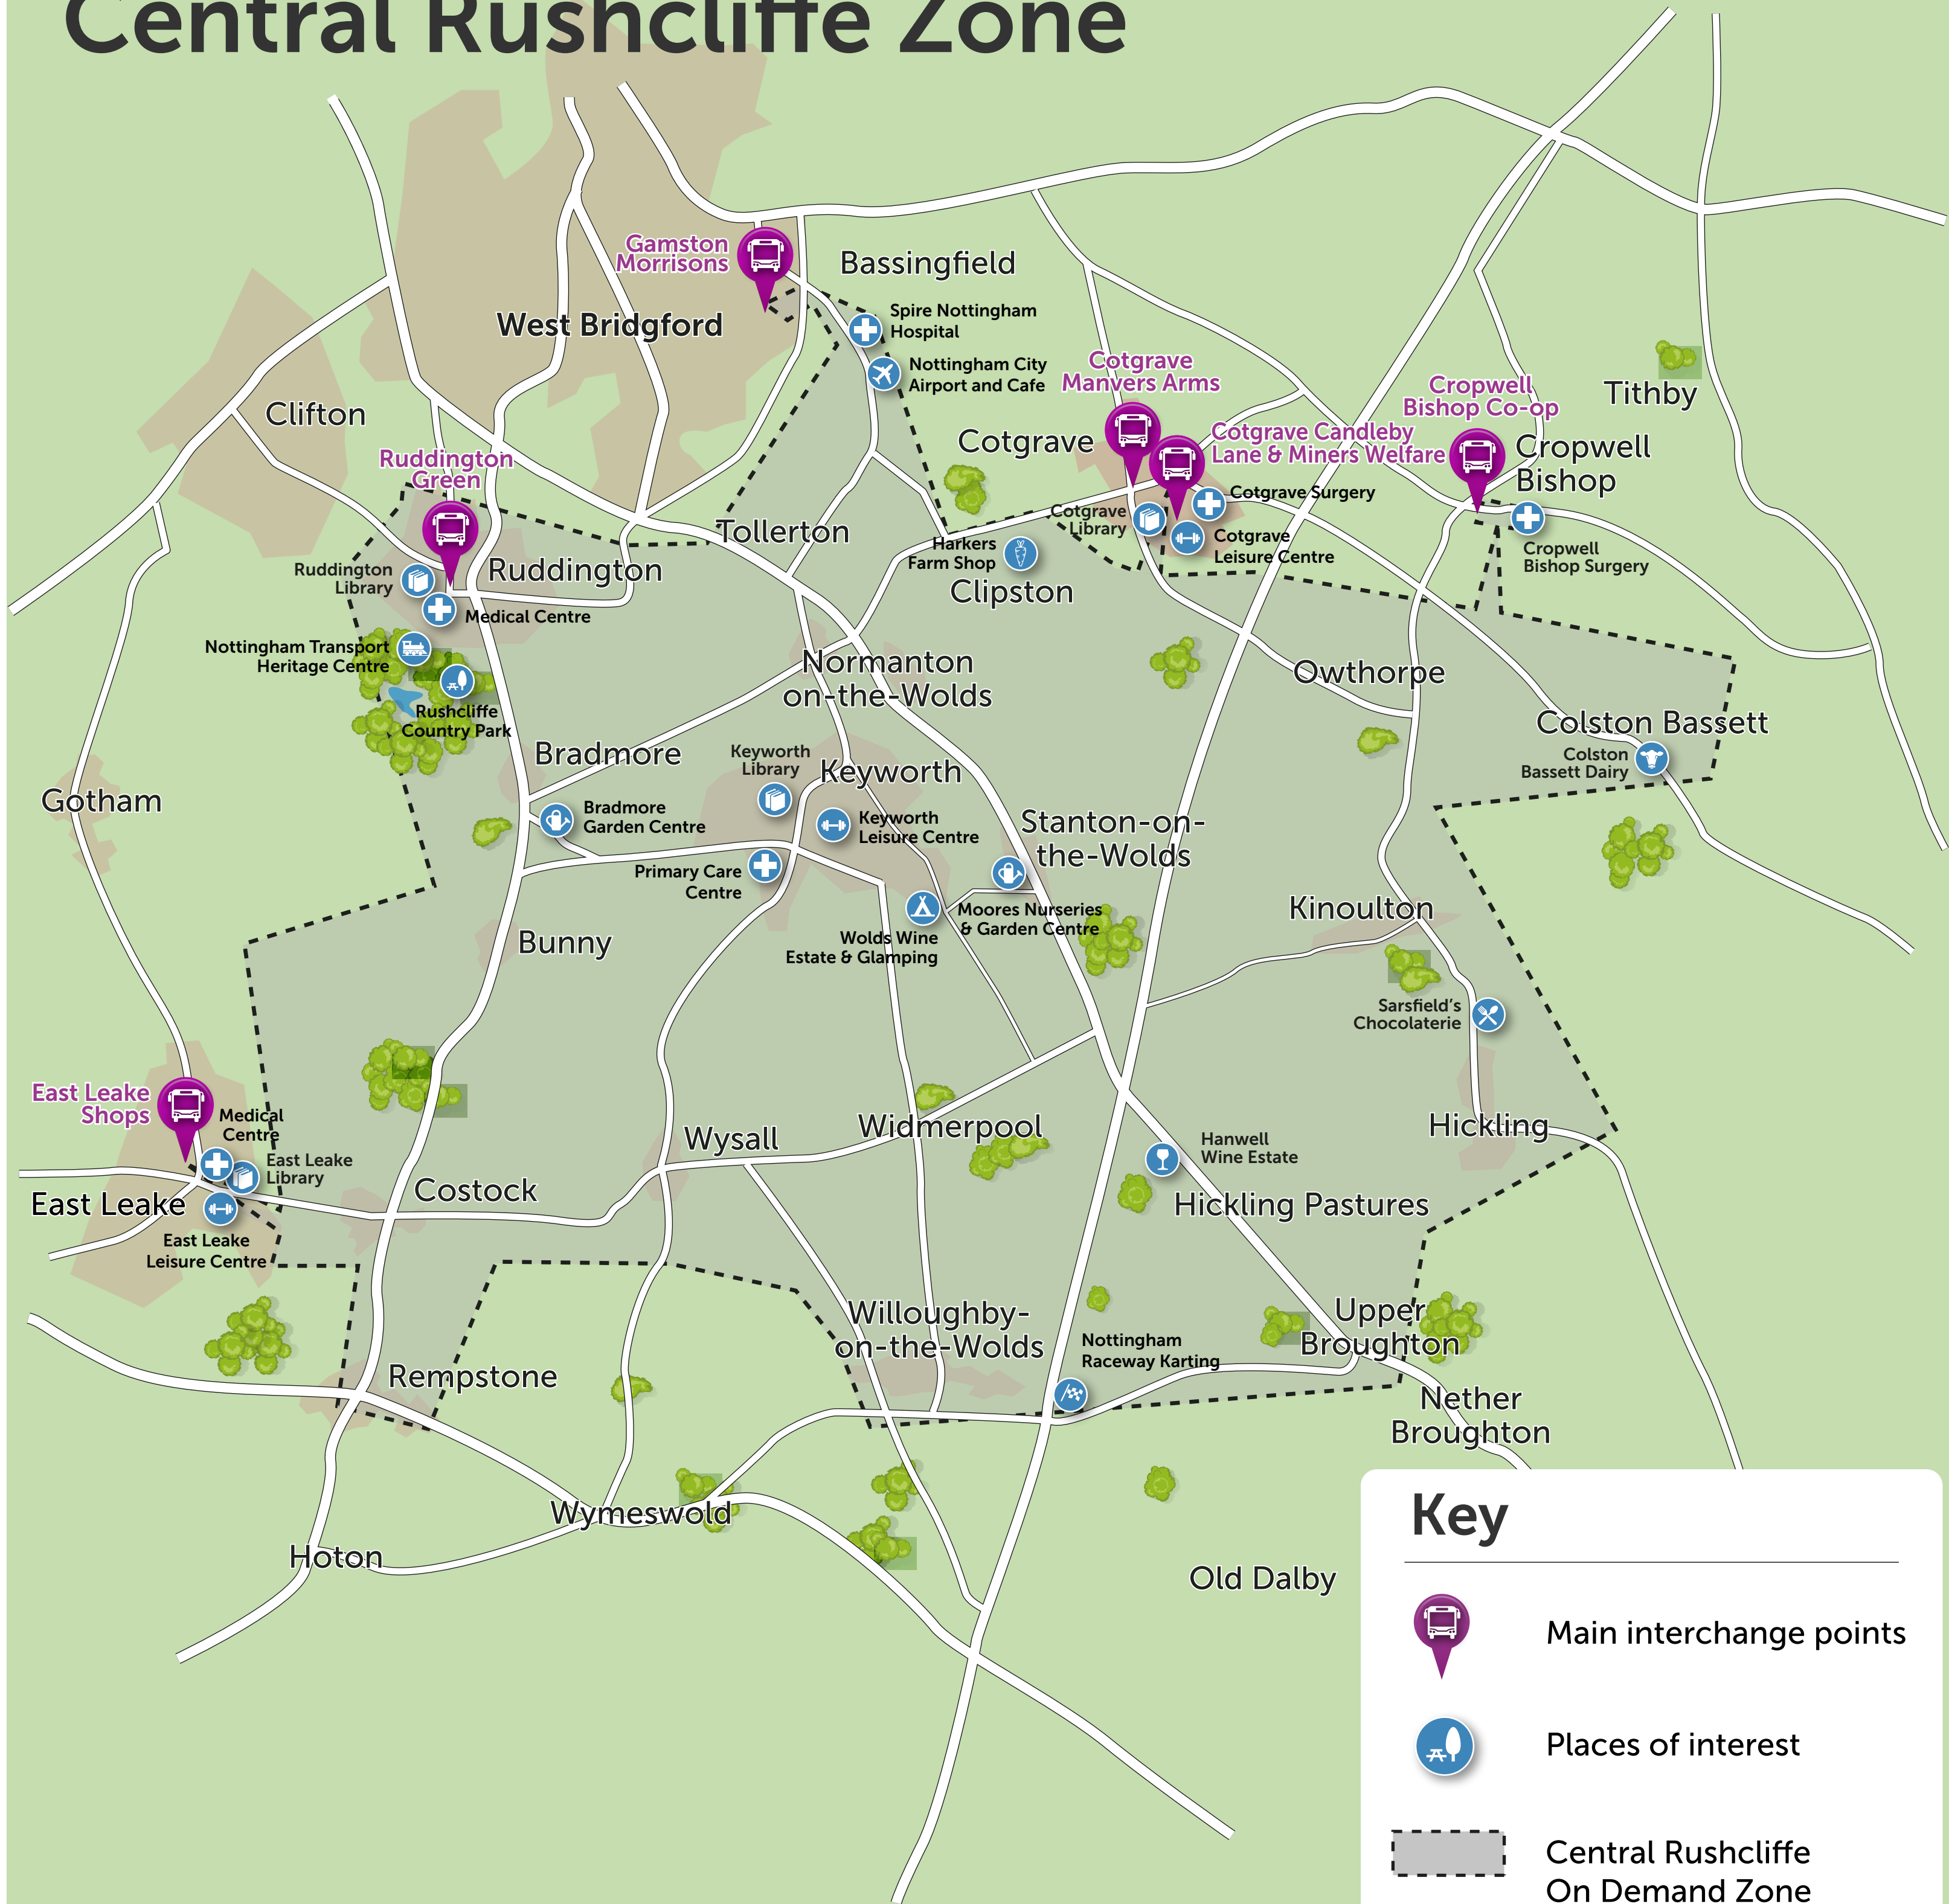 Central Rushcliffe Zone
Gamston
Morrisons
Bassingfield
Spire Nottingham
Hospital
West Bridgford
Nottingham City
Airport and Cafe
Cotgrave
Manvers Arms
Cropwell
Bishop Co-op
Tithby
Clifton
Cotgrave
Cotgrave Candleby
Lane & Miners Welfare
Cropwell
Bishop
Ruddington
Green
Cotgrave Surgery
Cotgrave
Library
Tollerton
Harkers
Farm Shop
Cotgrave
Leisure Centre
Cropwell
Bishop Surgery
Ruddington
Library
Ruddington
Clipston
Medical Centre
Nottingham Transport
Heritage Centre
Normanton
on-the-Wolds
Owthorpe
Rushcliffe
Country Park
Colston Bassett
Colston
Bassett Dairy
Bradmore
Keyworth
Library
Keyworth
Gotham
Bradmore
Garden Centre
Keyworth
Leisure Centre
Stanton-on-
the-Wolds
Primary Care
Centre
Moores Nurseries
& Garden Centre
Kinoulton
Bunny
Wolds Wine
Estate & Glamping
Sarsfield's
Chocolaterie
East Leake
Shops
Medical
Centre
Wysall
Widmerpool
Hickling
Hanwell
Wine Estate
East Leake
Library
East Leake
Costock
Hickling Pastures
East Leake
Leisure Centre
Willoughby-
on-the-Wolds
Nottingham
Raceway Karting
Upper
Broughton
Rempstone
Nether
Broughton
Wymeswold
Hoton
Old Dalby
Key
Main interchange points
Places of interest
Central Rushcliffe
On Demand Zone